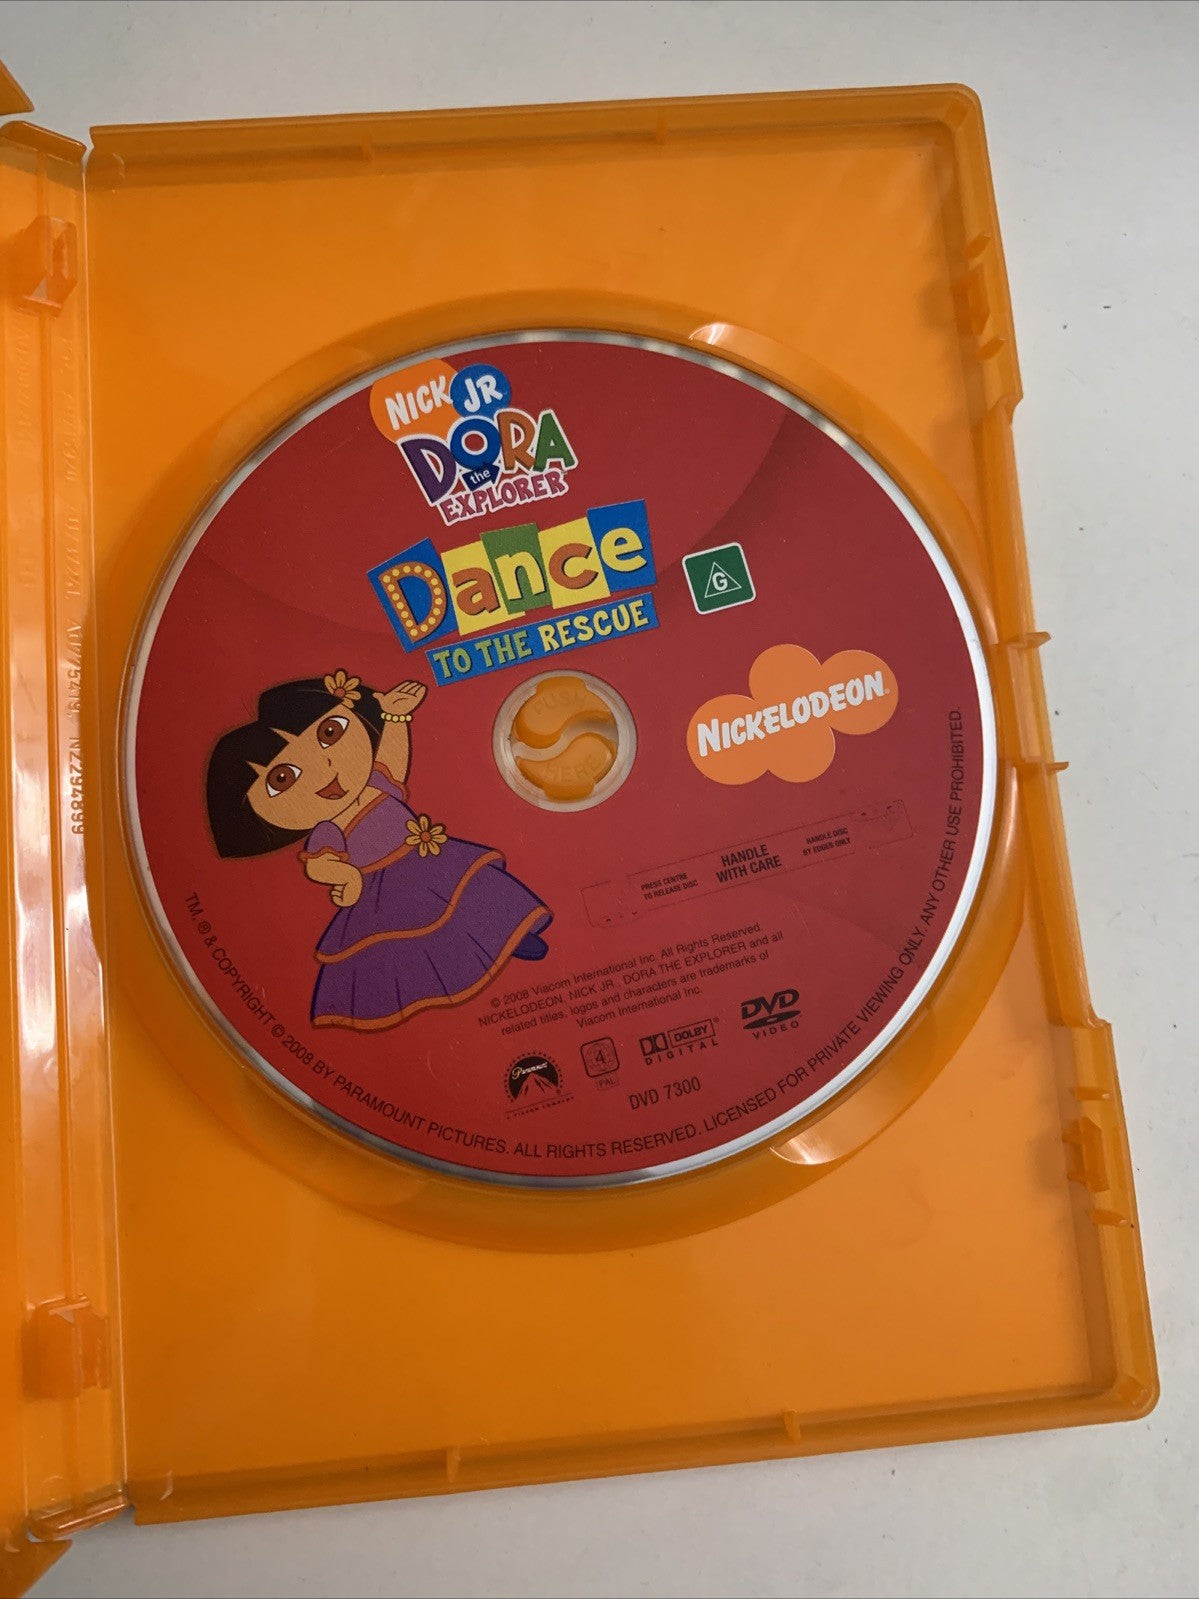 NICK JR
DORA
the
EXPLORER
Dance
TO THE RESCUE
G
NICKELODEON
PUSH
HERE
PRESS CENTRE
TO RELEASE DISC
HANDLE
WITH CARE
HANDLE DISC
BY EDGES ONLY
© 2008 Viacom International Inc. All Rights Reserved.
NICKELODEON, NICK JR., DORA THE EXPLORER and all
related titles, logos and characters are trademarks of
Viacom International Inc.
Paramount
A VIACOM COMPANY
4
PAL
DOLBY
DIGITAL
DVD
VIDEO
DVD 7300
TM, ® & COPYRIGHT © 2008 BY PARAMOUNT PICTURES. ALL RIGHTS RESERVED. LICENSED FOR PRIVATE VIEWING ONLY. ANY OTHER USE PROHIBITED.